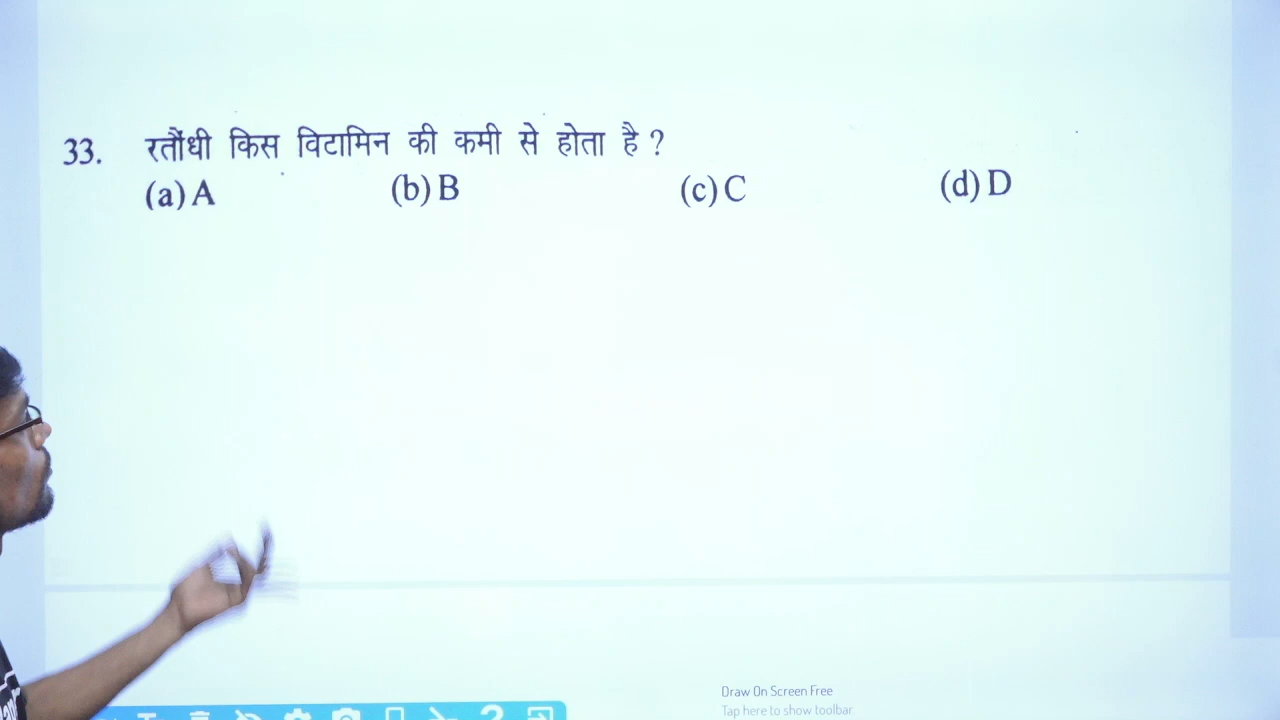 33. रतौंधी किस विटामिन की कमी से होता है ?
(a) A (b) B (c) C (d) D
Draw On Screen Free
Tap here to show toolbar